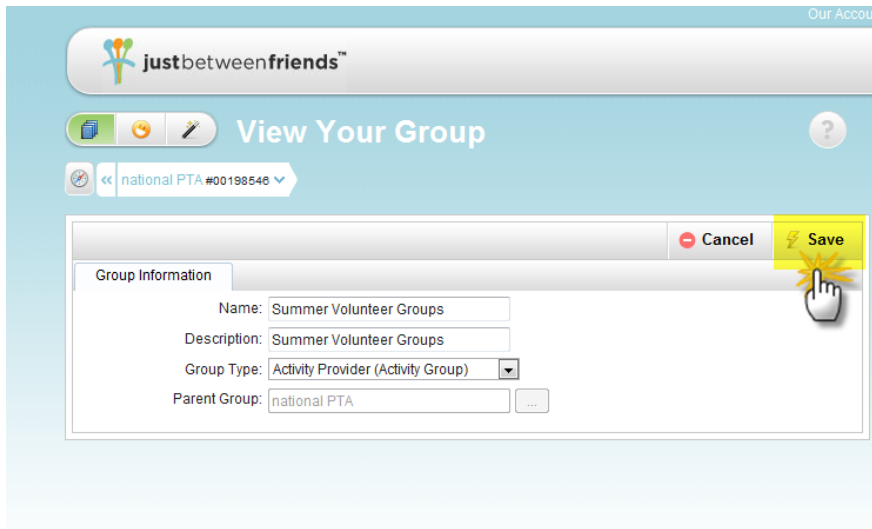 Our Accou
justbetweenfriends™
View Your Group
?
« national PTA #00198546
Cancel Save
Group Information
Name: Summer Volunteer Groups
Description: Summer Volunteer Groups
Group Type: Activity Provider (Activity Group)
Parent Group: national PTA ...